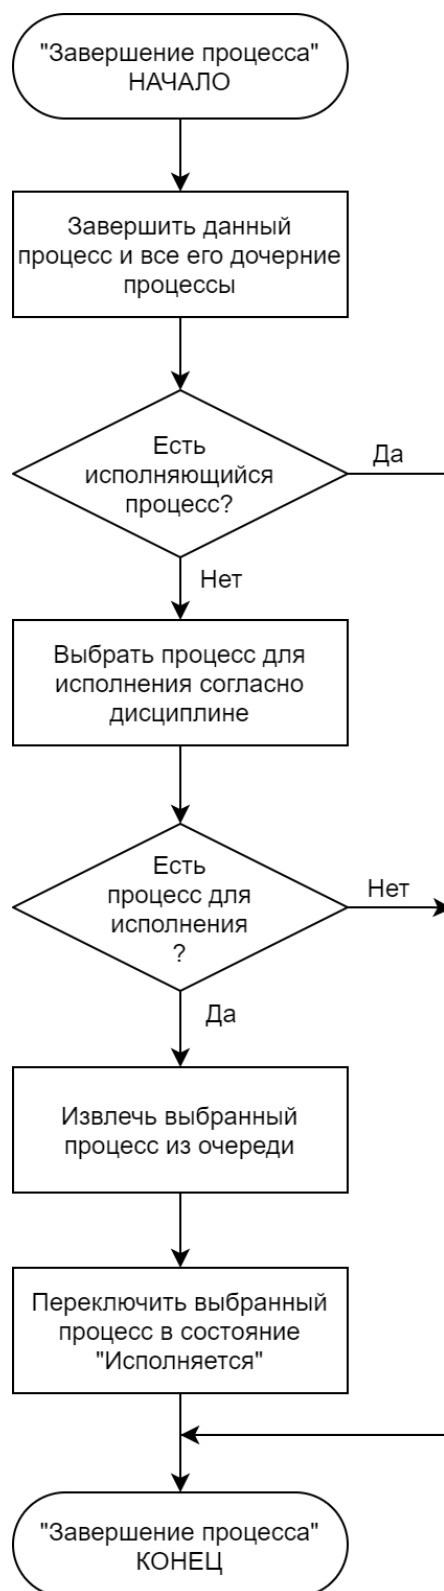 "Завершение процесса"
НАЧАЛО
Завершить данный
процесс и все его дочерние
процессы
Есть
исполняющийся
процесс?
Да
Нет
Выбрать процесс для
исполнения согласно
дисциплине
Есть
процесс для
исполнения
?
Нет
Да
Извлечь выбранный
процесс из очереди
Переключить выбранный
процесс в состояние
"Исполняется"
"Завершение процесса"
КОНЕЦ